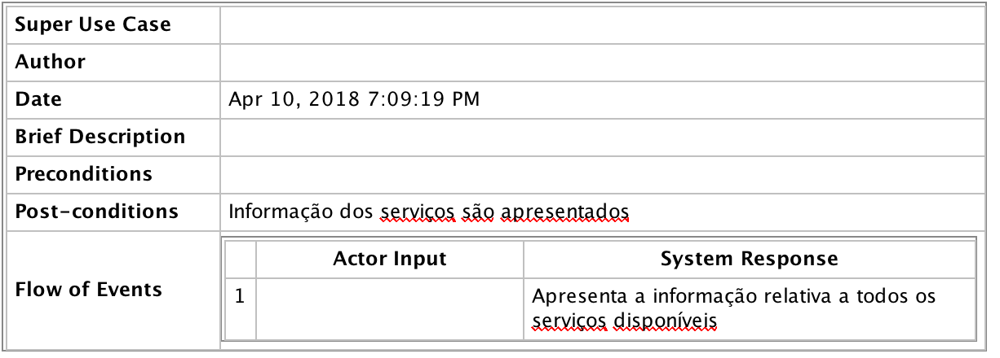 Super Use Case
Author
Date
Apr 10, 2018 7:09:19 PM
Brief Description
Preconditions
Post-conditions
Informação dos serviços são apresentados
Flow of Events
Actor Input
System Response
1
Apresenta a informação relativa a todos os
serviços disponíveis